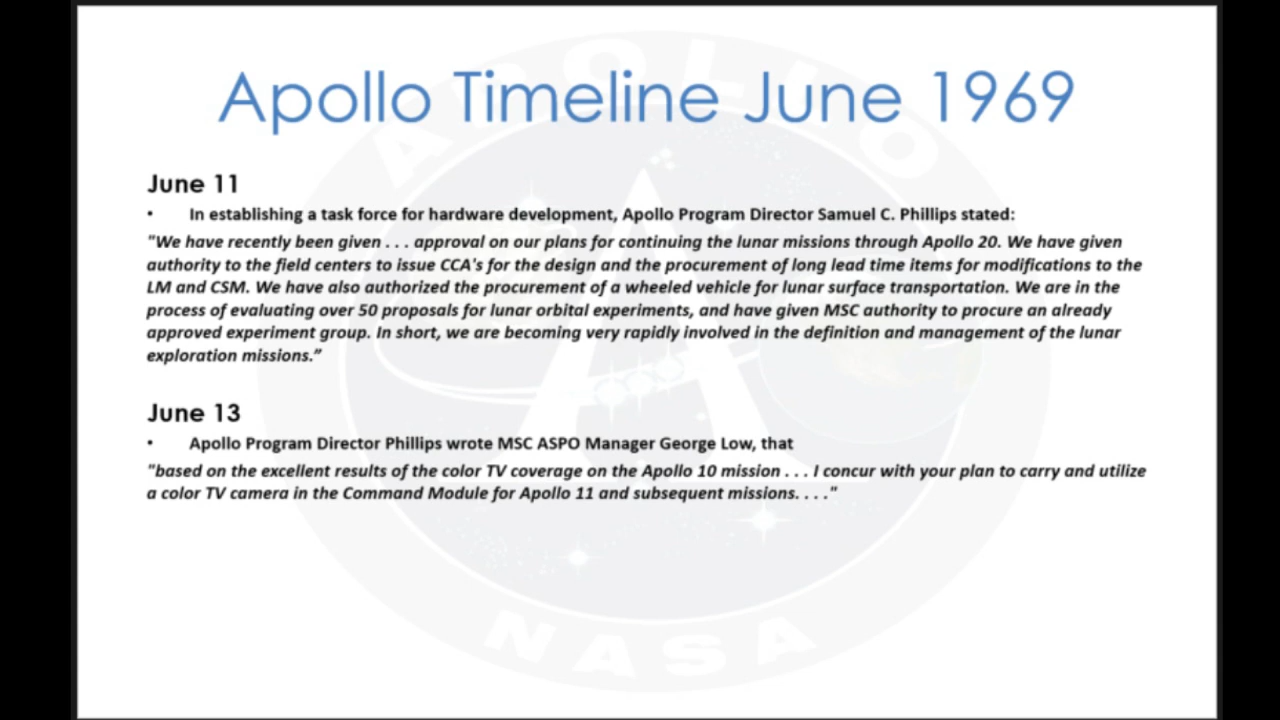 Apollo Timeline June 1969
June 11
• In establishing a task force for hardware development, Apollo Program Director Samuel C. Phillips stated:
"We have recently been given . . . approval on our plans for continuing the lunar missions through Apollo 20. We have given
authority to the field centers to issue CCA's for the design and the procurement of long lead time items for modifications to the
LM and CSM. We have also authorized the procurement of a wheeled vehicle for lunar surface transportation. We are in the
process of evaluating over 50 proposals for lunar orbital experiments, and have given MSC authority to procure an already
approved experiment group. In short, we are becoming very rapidly involved in the definition and management of the lunar
exploration missions.”
June 13
• Apollo Program Director Phillips wrote MSC ASPO Manager George Low, that
"based on the excellent results of the color TV coverage on the Apollo 10 mission . . . I concur with your plan to carry and utilize
a color TV camera in the Command Module for Apollo 11 and subsequent missions. . . ."
APOLLO
NASA